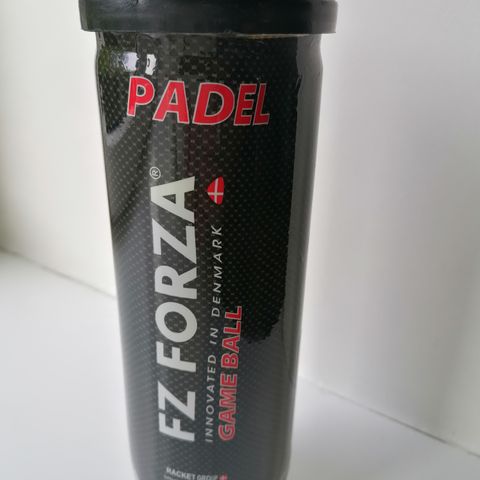 PADEL
FZ FORZA®
INNOVATED IN DENMARK
GAME BALL
RACKET GROUP